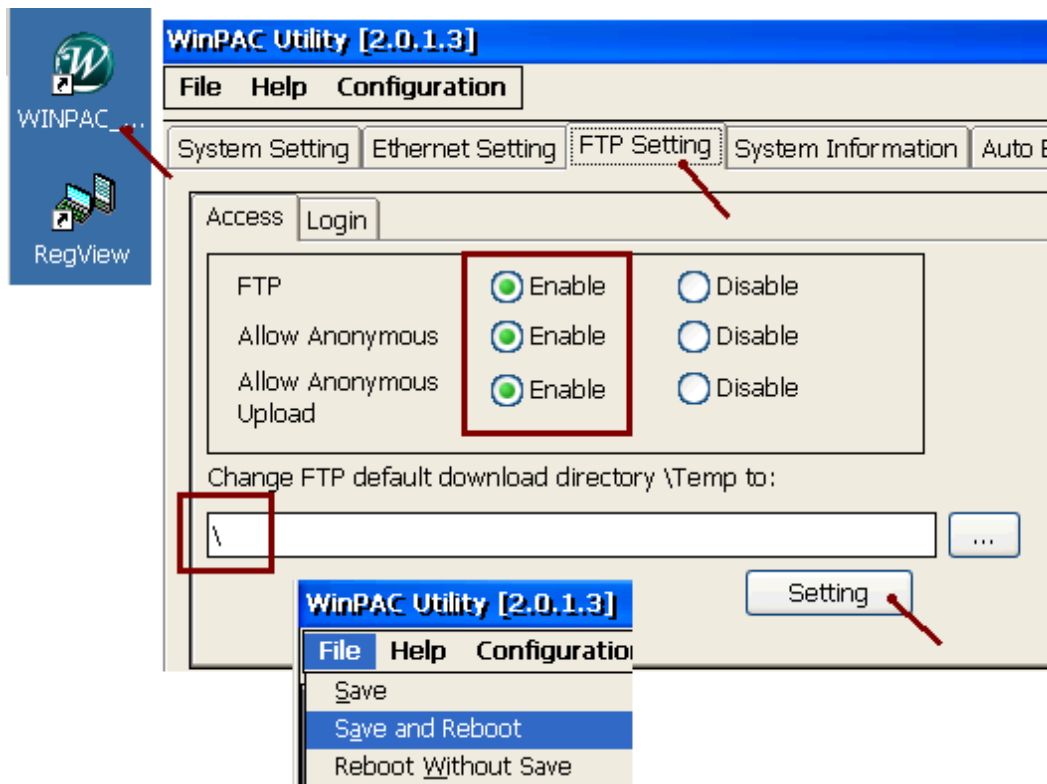 WINPAC_...
RegView
WinPAC Utility [2.0.1.3]
File Help Configuration
System Setting Ethernet Setting FTP Setting System Information Auto E
Access Login
FTP Enable Disable
Allow Anonymous Enable Disable
Allow Anonymous Upload Enable Disable
Change FTP default download directory \Temp to:
\ ...
Setting
WinPAC Utility [2.0.1.3]
File Help Configuratio
Save
Save and Reboot
Reboot Without Save